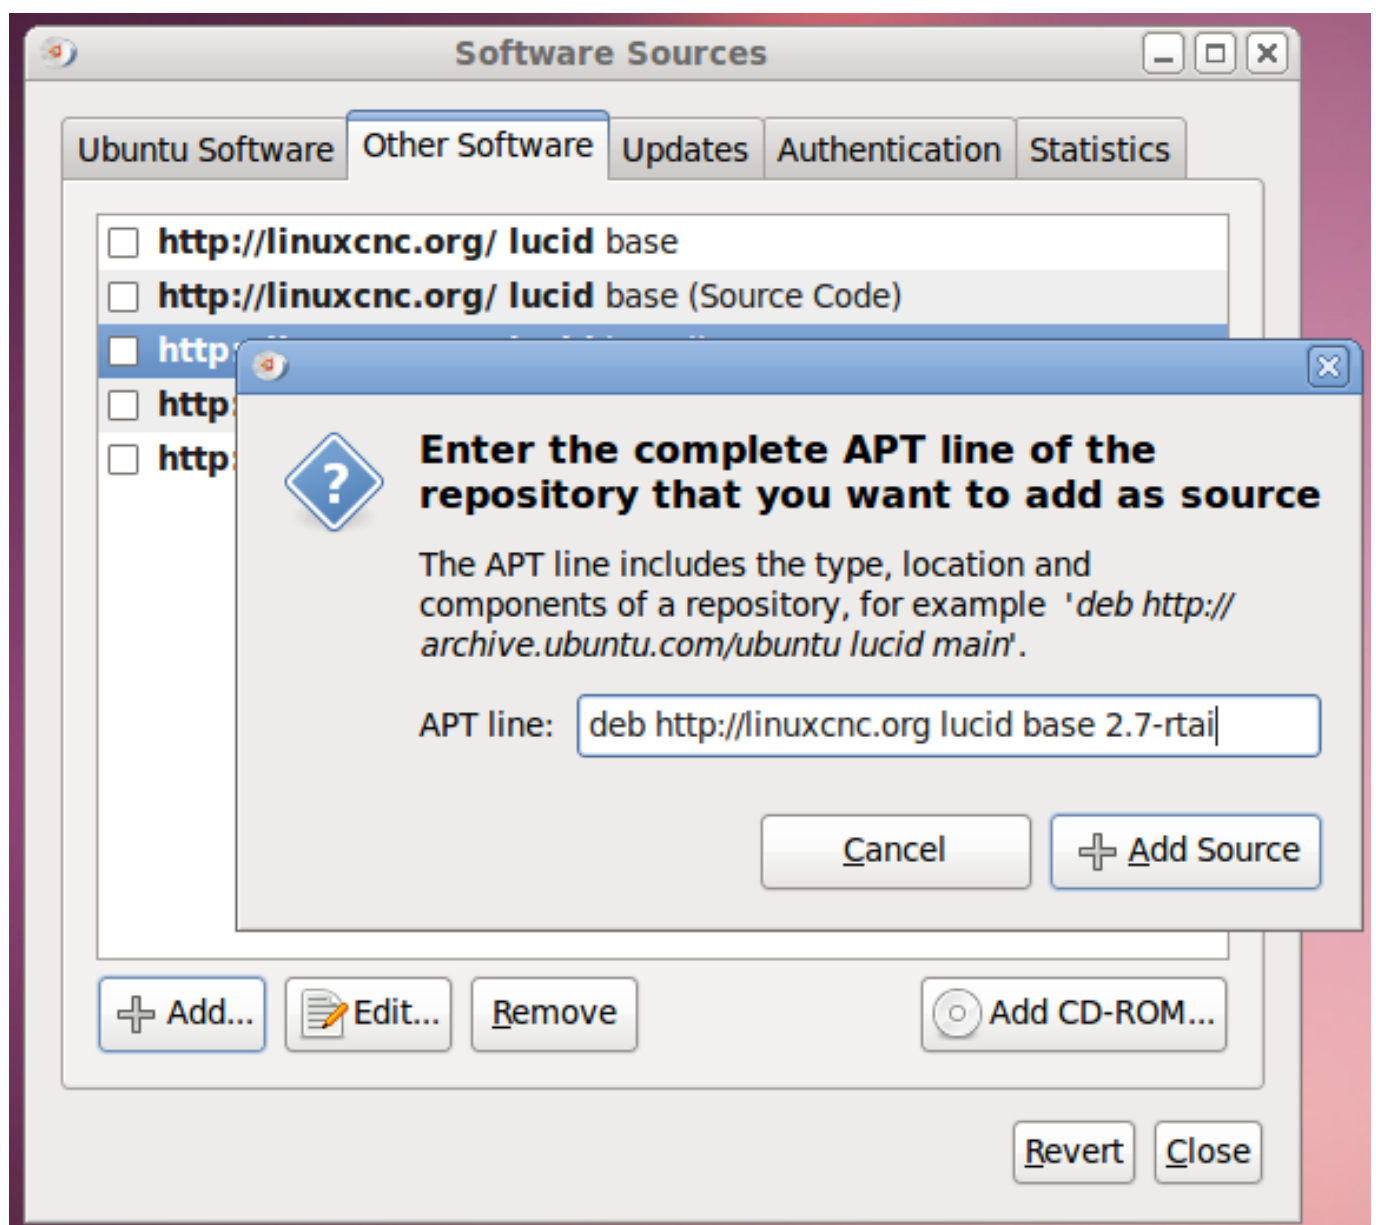 Software Sources
Ubuntu Software Other Software Updates Authentication Statistics
http://linuxcnc.org/ lucid base
http://linuxcnc.org/ lucid base (Source Code)
http:
http:
http:
Enter the complete APT line of the
repository that you want to add as source
The APT line includes the type, location and
components of a repository, for example 'deb http://
archive.ubuntu.com/ubuntu lucid main'.
APT line: deb http://linuxcnc.org lucid base 2.7-rtai
Cancel Add Source
Add... Edit... Remove Add CD-ROM...
Revert Close